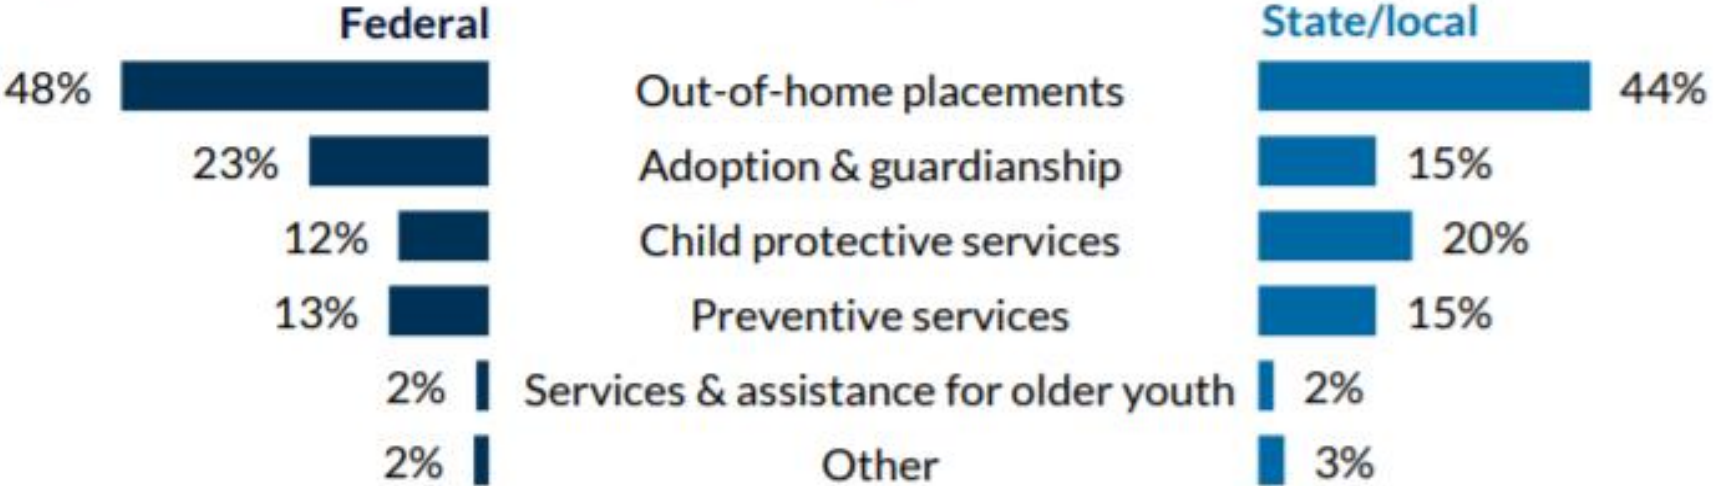 Federal State/local
48% Out-of-home placements 44%
23% Adoption & guardianship 15%
12% Child protective services 20%
13% Preventive services 15%
2% Services & assistance for older youth 2%
2% Other 3%